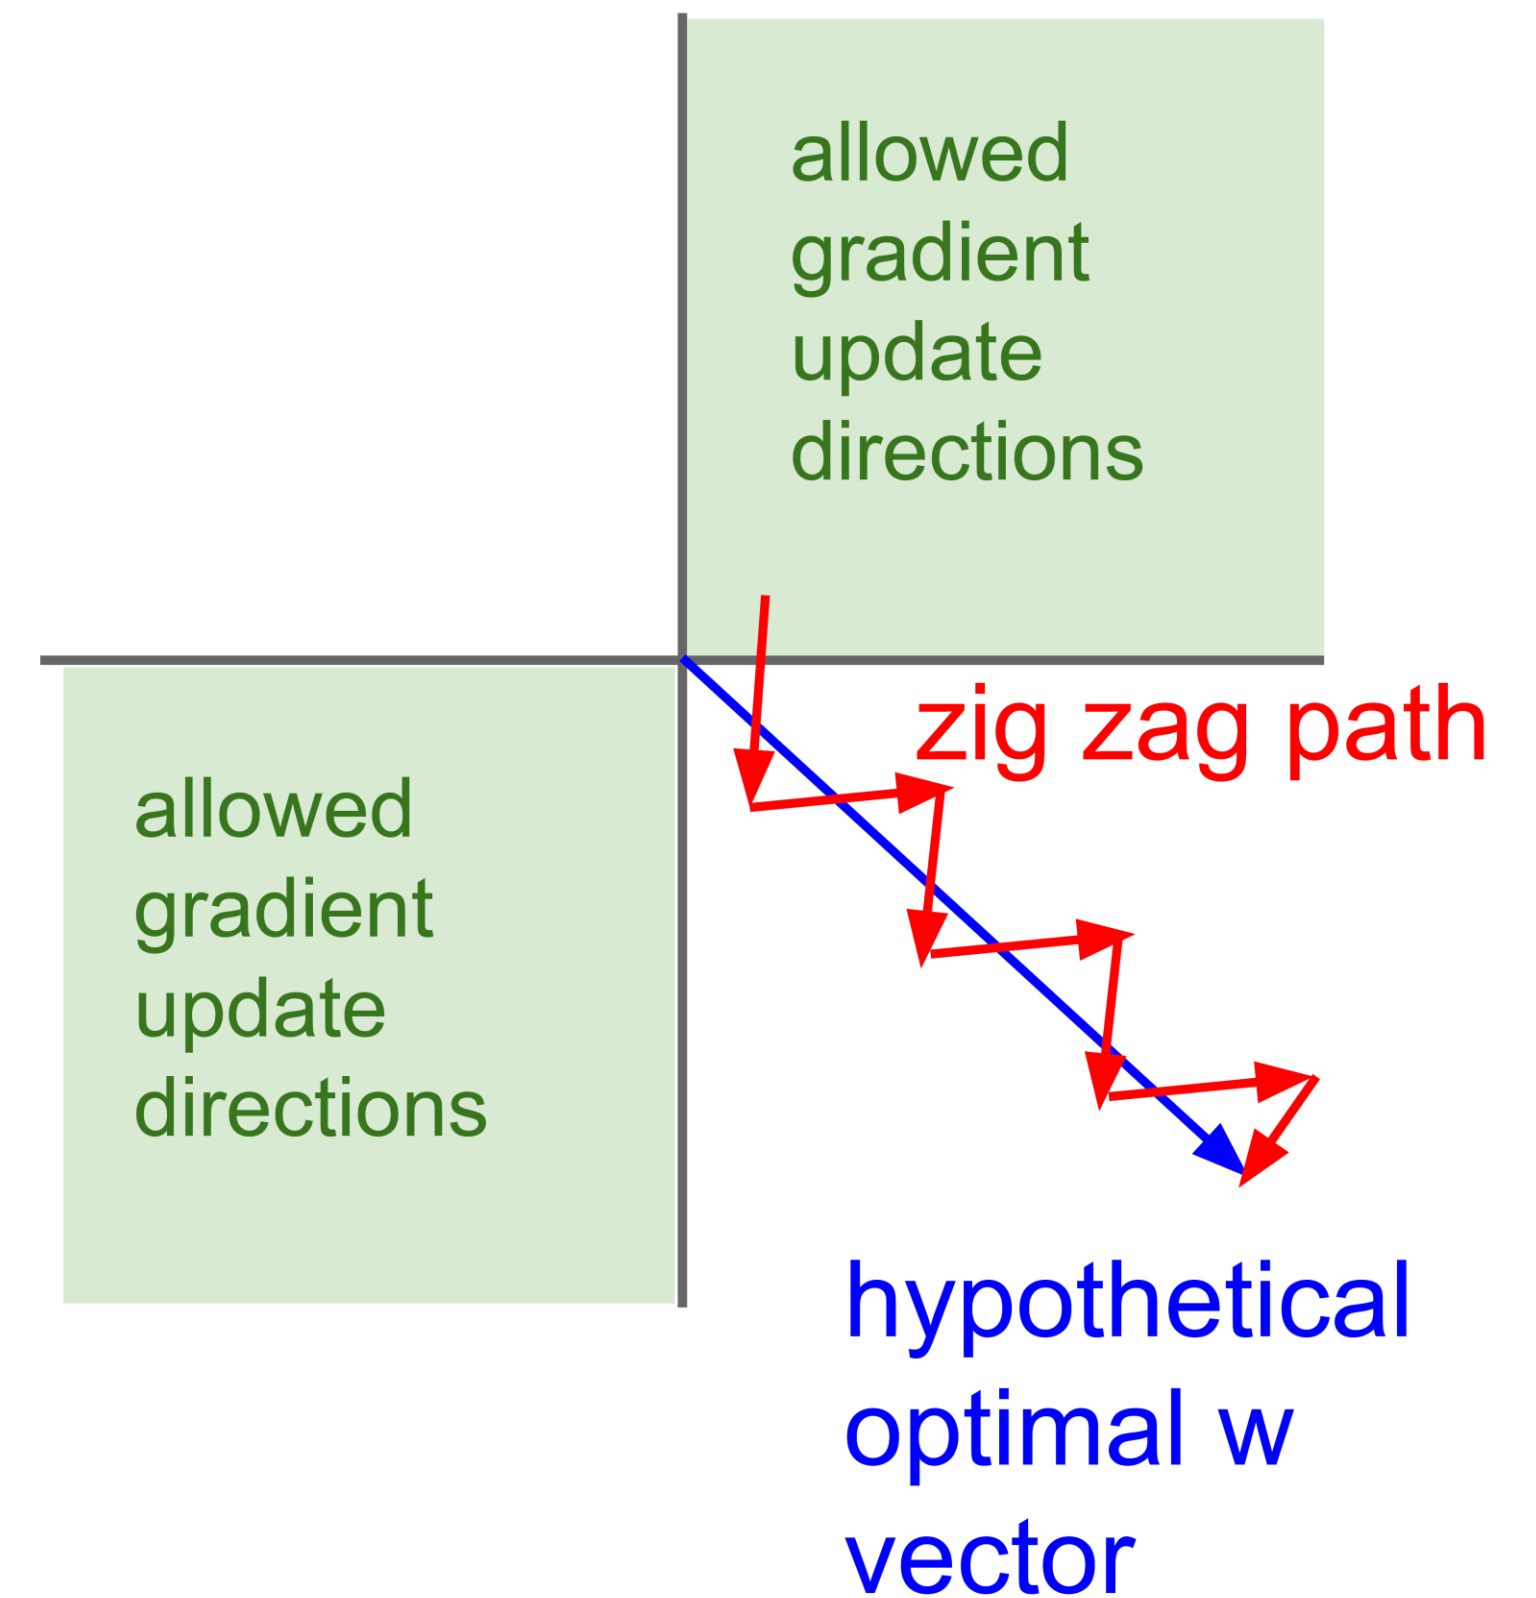 allowed
gradient
update
directions
zig zag path
allowed
gradient
update
directions
hypothetical
optimal w
vector